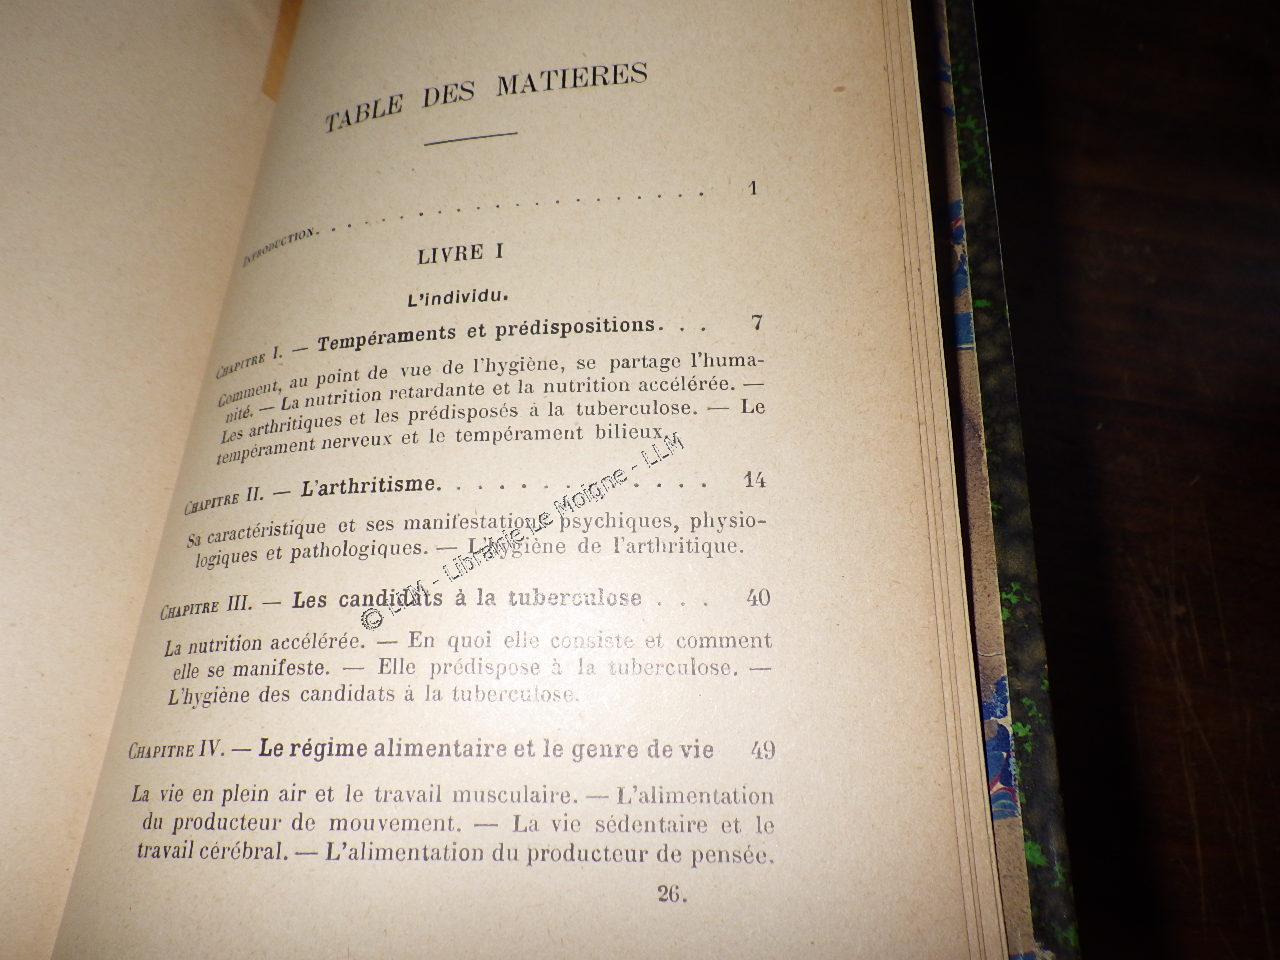 TABLE DES MATIERES
INTRODUCTION. . . . . . . . . . . . . . . . . . . . . 1
LIVRE I
L'individu.
CHAPITRE I. — Tempéraments et prédispositions. . . 7
Comment, au point de vue de l'hygiène, se partage l'huma-
nité. — La nutrition retardante et la nutrition accélérée. —
Les arthritiques et les prédisposés à la tuberculose. — Le
tempérament nerveux et le tempérament bilieux.
CHAPITRE II. — L'arthritisme. . . . . . . . . . . 14
Sa caractéristique et ses manifestations psychiques, physio-
logiques et pathologiques. — L'hygiène de l'arthritique.
CHAPITRE III. — Les candidats à la tuberculose . . . 40
La nutrition accélérée. — En quoi elle consiste et comment
elle se manifeste. — Elle prédispose à la tuberculose. —
L'hygiène des candidats à la tuberculose.
CHAPITRE IV. — Le régime alimentaire et le genre de vie 49
La vie en plein air et le travail musculaire. — L'alimentation
du producteur de mouvement. — La vie sédentaire et le
travail cérébral. — L'alimentation du producteur de pensée.
26.
© LLM - Librairie Le Moigne - LLM